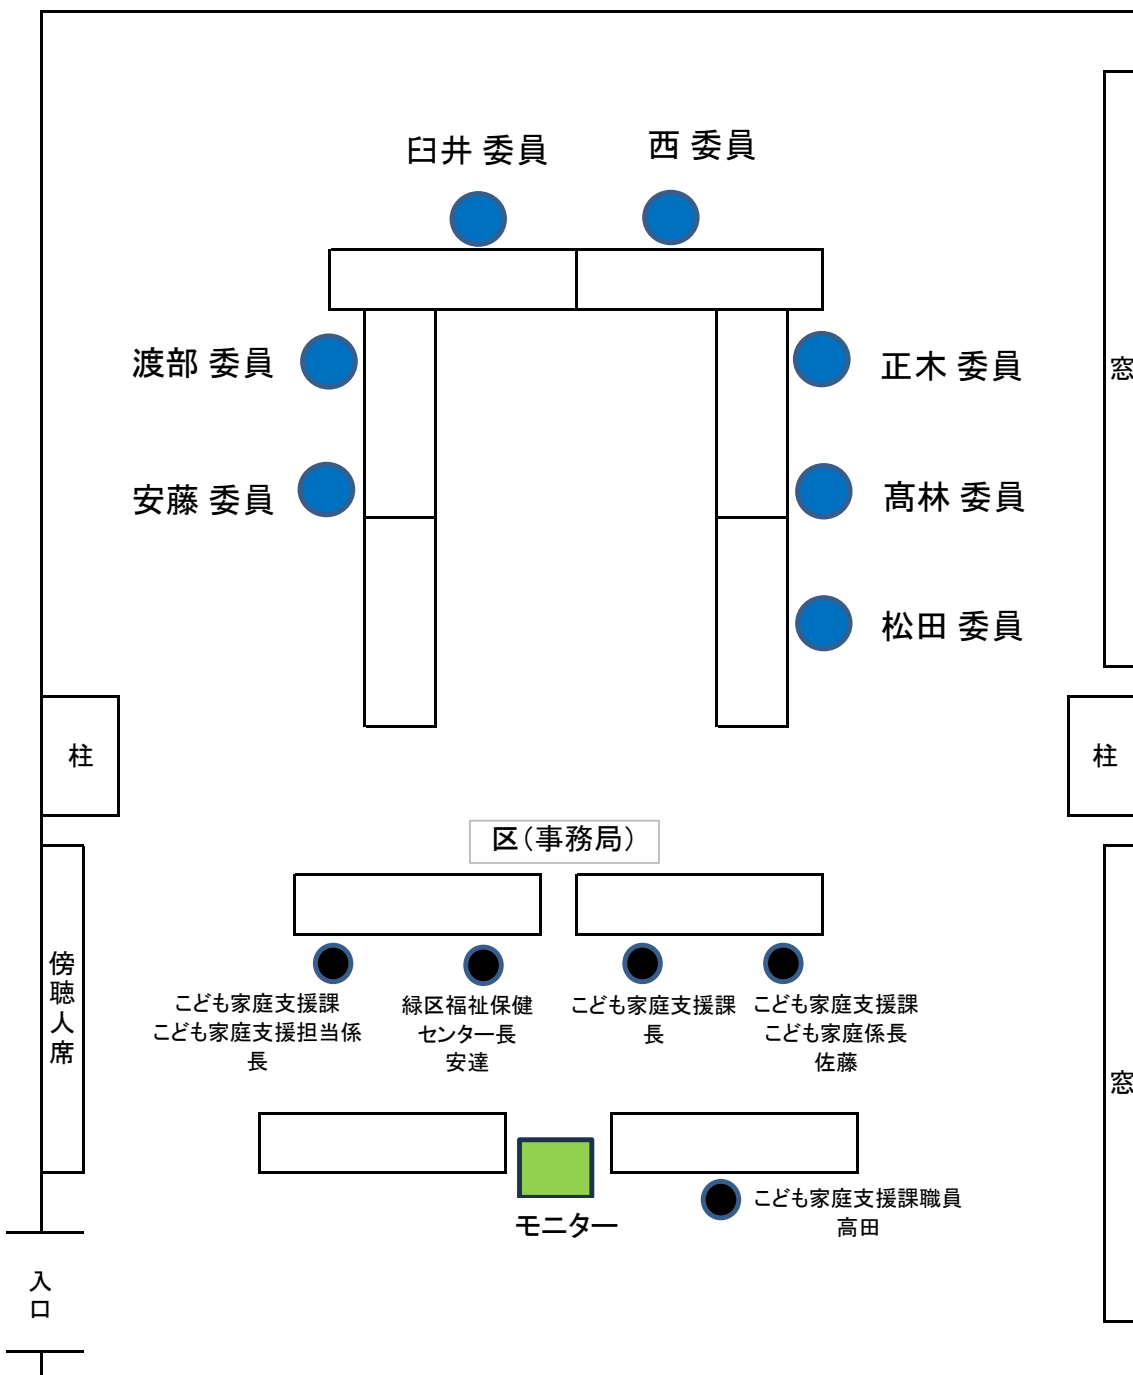 臼井 委員
西 委員
渡部 委員
正木 委員
窓
安藤 委員
髙林 委員
松田 委員
柱
柱
区(事務局)
傍聴人席
こども家庭支援課
こども家庭支援担当係
長
緑区福祉保健
センター長
安達
こども家庭支援課
長
こども家庭支援課
こども家庭係長
佐藤
窓
モニター
こども家庭支援課職員
高田
入口